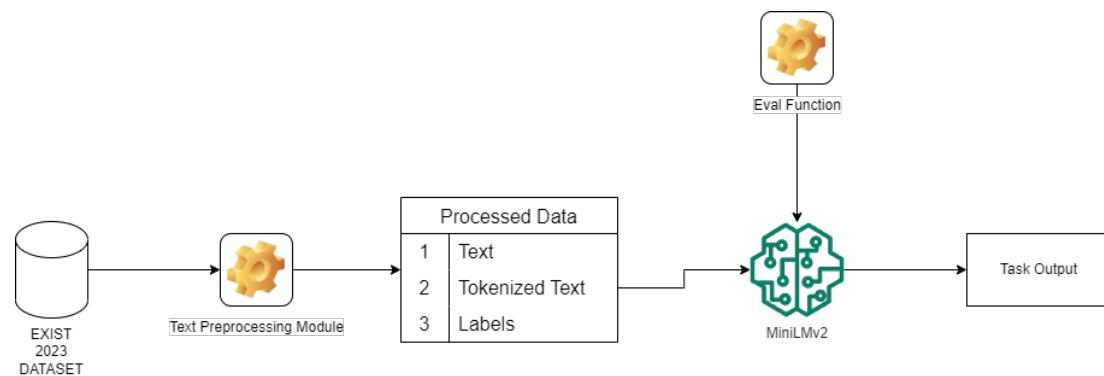 Eval Function
Processed Data
1 Text
2 Tokenized Text
3 Labels
Text Preprocessing Module
EXIST
2023
DATASET
MiniLMv2
Task Output